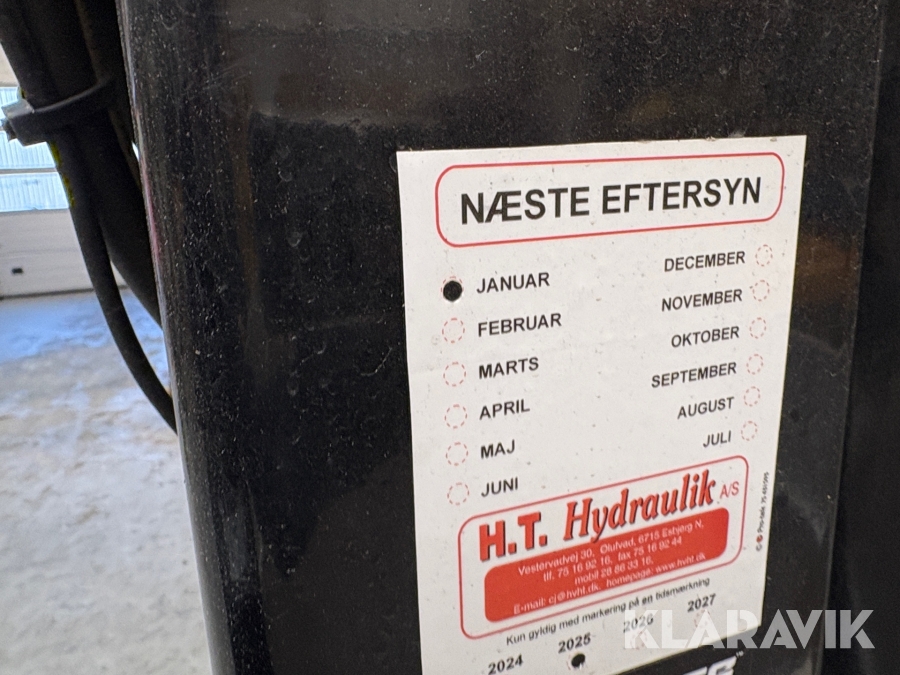 NÆSTE EFTERSYN
JANUAR
FEBRUAR
MARTS
APRIL
MAJ
JUNI
DECEMBER
NOVEMBER
OKTOBER
SEPTEMBER
AUGUST
JULI
H.T. Hydraulik A/S
Vestervadvej 30, Olufvad, 6715 Esbjerg N,
tlf. 75 16 92 16, fax 75 16 92 44
mobil 28 86 33 16,
E-mail: cj@hvht.dk, homepage: www.hvht.dk
Kun gyldig med markering på en tidsmærkning
2024 2025 2026 2027
KLARAVIK